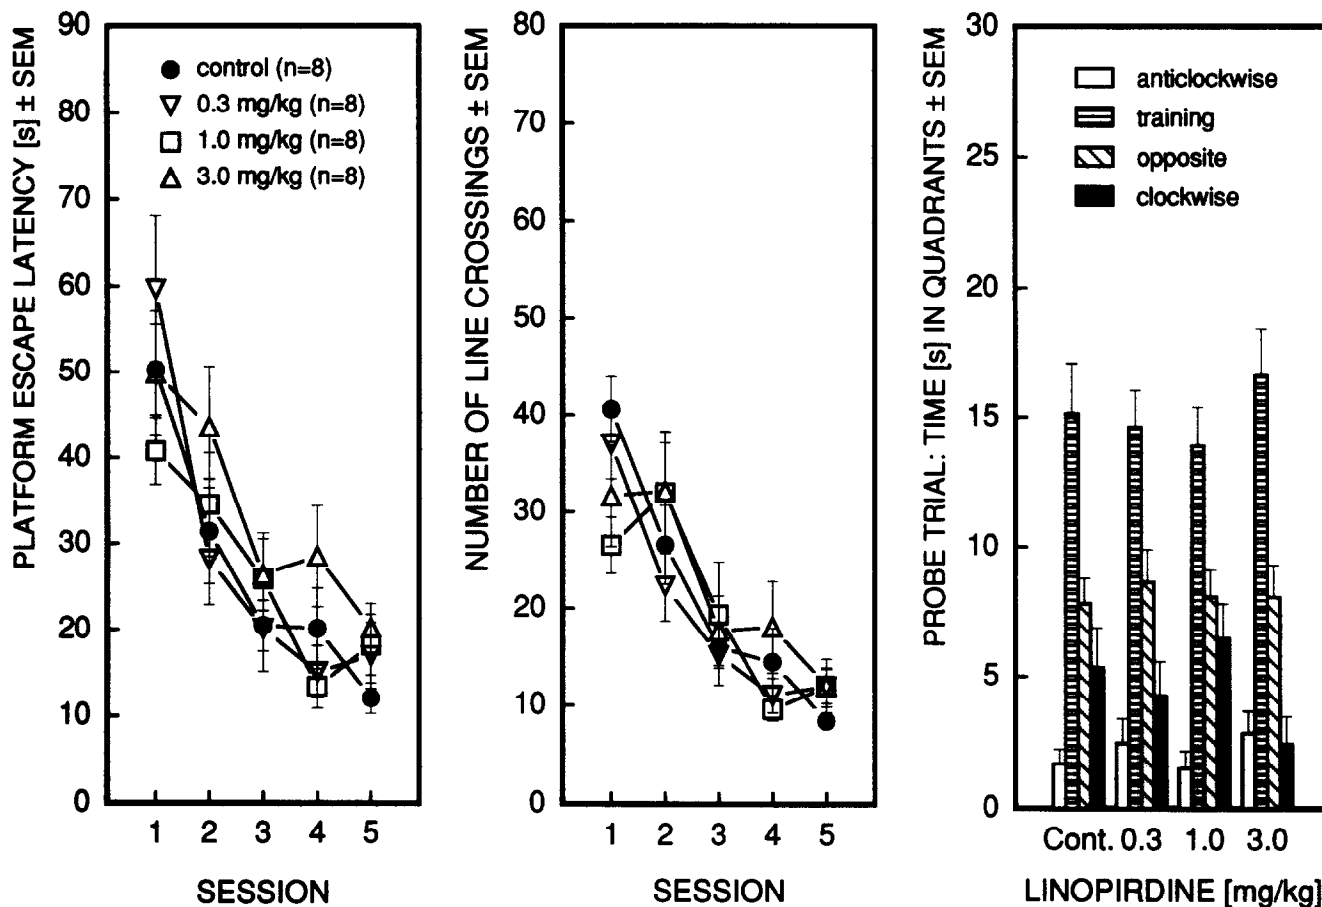 PLATFORM ESCAPE LATENCY [s] ± SEM
90
80
70
60
50
40
30
20
10
0
control (n=8)
0.3 mg/kg (n=8)
1.0 mg/kg (n=8)
3.0 mg/kg (n=8)
1 2 3 4 5
SESSION
NUMBER OF LINE CROSSINGS ± SEM
80
70
60
50
40
30
20
10
0
1 2 3 4 5
SESSION
PROBE TRIAL: TIME [s] IN QUADRANTS ± SEM
30
25
20
15
10
5
0
anticlockwise
training
opposite
clockwise
Cont. 0.3 1.0 3.0
LINOPIRDINE [mg/kg]